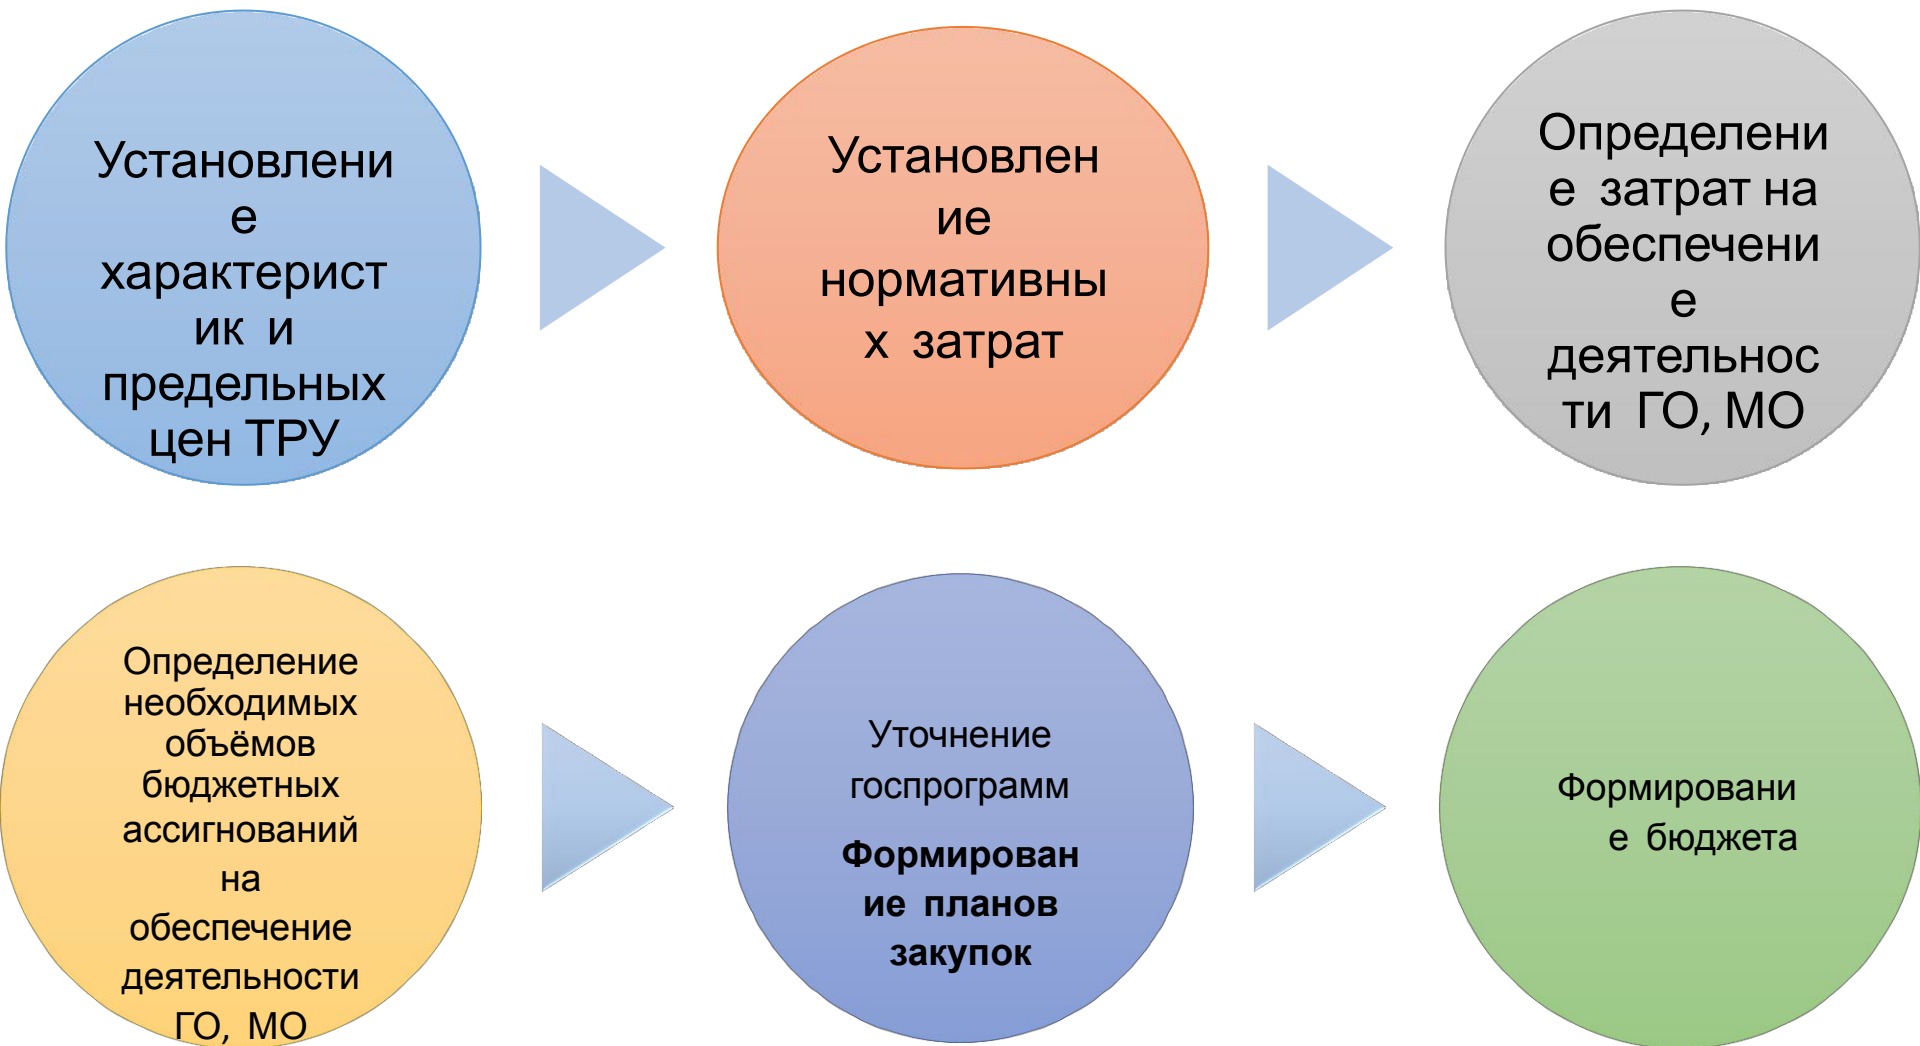 Установлени
е
характерист
ик и
предельных
цен ТРУ
Установлен
ие
нормативны
х затрат
Определени
е затрат на
обеспечени
е
деятельнос
ти ГО, МО
Определение
необходимых
объёмов
бюджетных
ассигнований
на
обеспечение
деятельности
ГО, МО
Уточнение
госпрограмм
Формирован
ие планов
закупок
Формировани
е бюджета